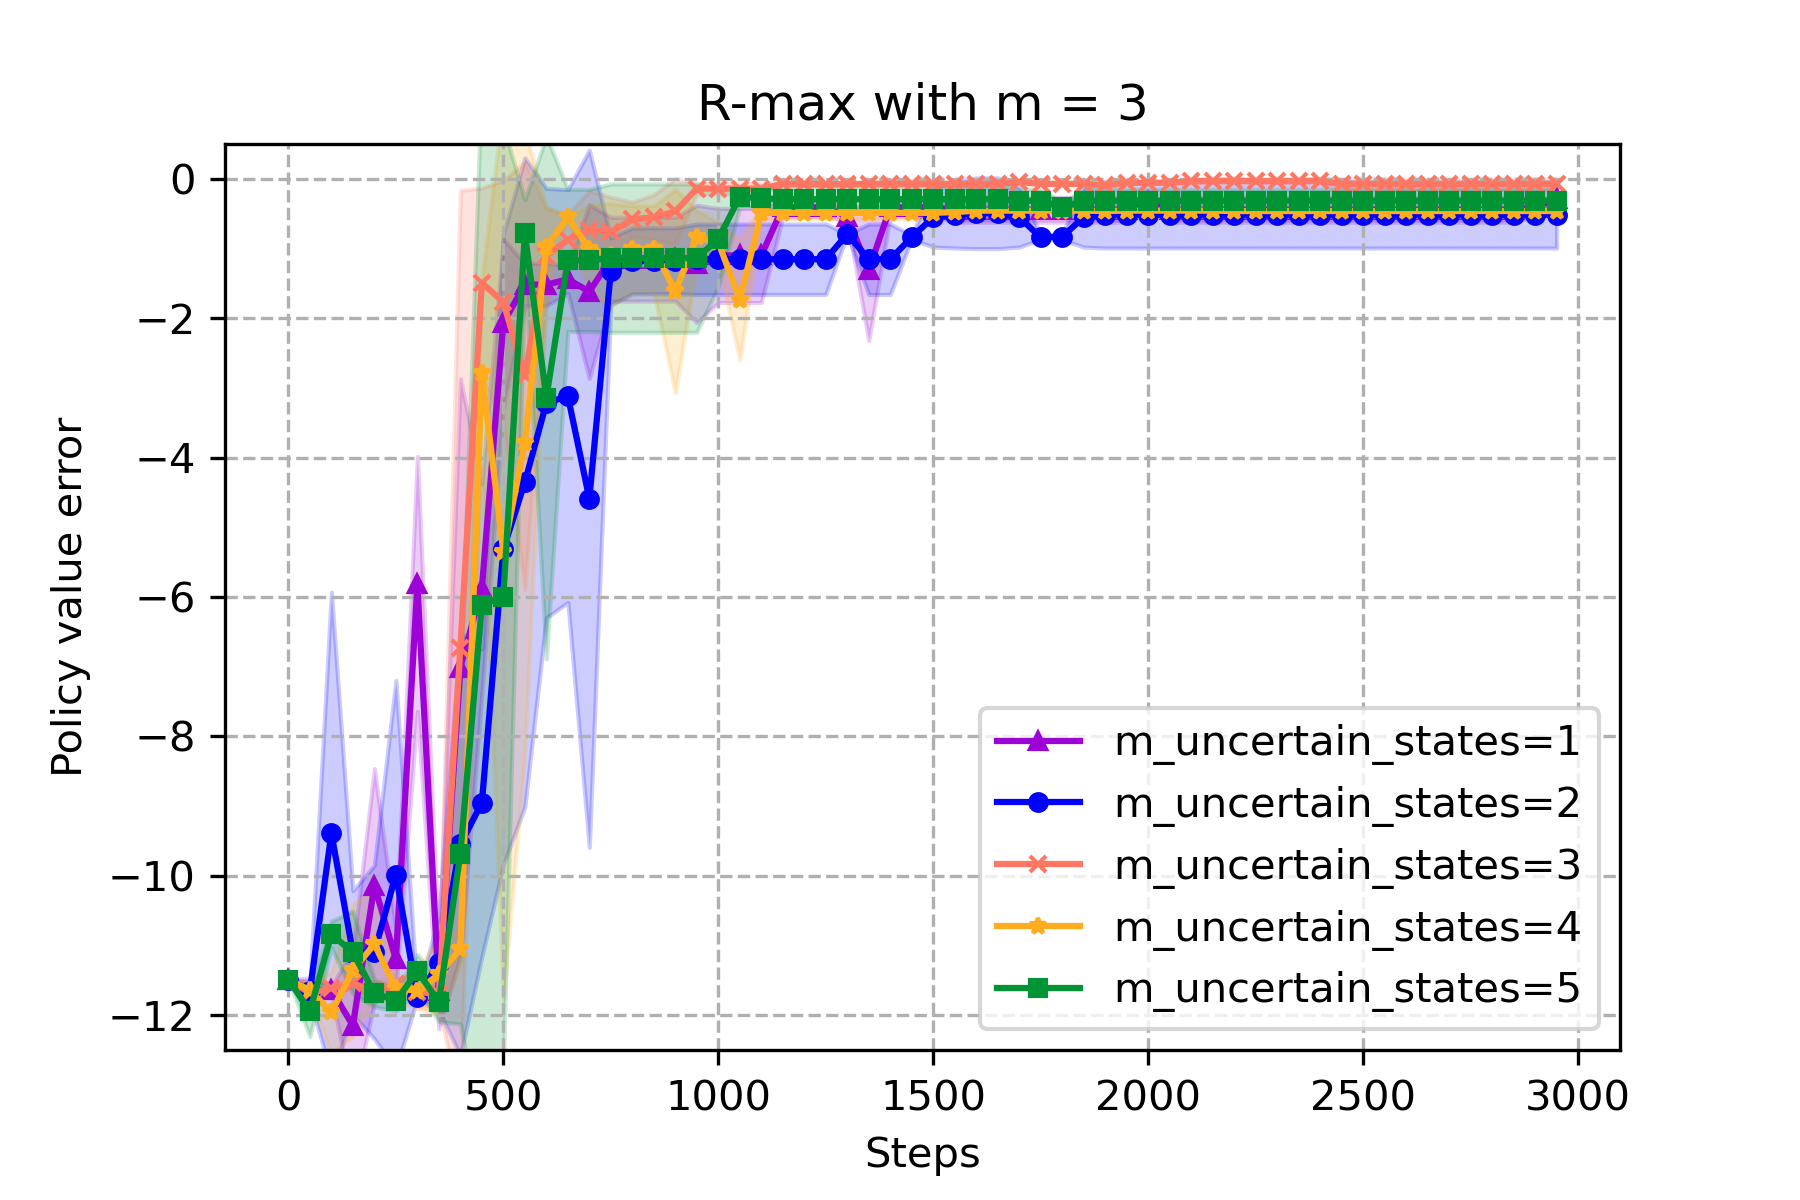 R-max with m = 3
Policy value error
0
−2
−4
−6
−8
−10
−12
m_uncertain_states=1
m_uncertain_states=2
m_uncertain_states=3
m_uncertain_states=4
m_uncertain_states=5
0 500 1000 1500 2000 2500 3000
Steps